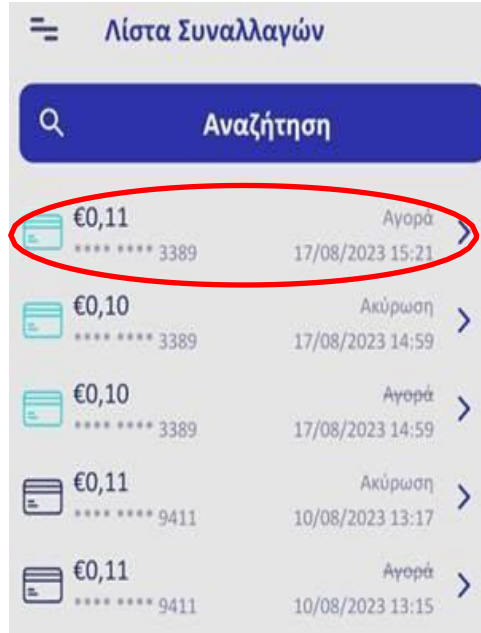 Λίστα Συναλλαγών
Αναζήτηση
€0,11 Αγορά
**** **** 3389 17/08/2023 15:21
€0,10 Ακύρωση
**** **** 3389 17/08/2023 14:59
€0,10 Αγορά
**** **** 3389 17/08/2023 14:59
€0,11 Ακύρωση
**** **** 9411 10/08/2023 13:17
€0,11 Αγορά
**** **** 9411 10/08/2023 13:15